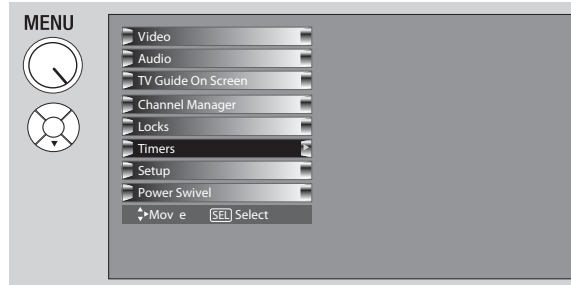 MENU
Video
Audio
TV Guide On Screen
Channel Manager
Locks
Timers
Setup
Power Swivel
Mov e SEL Select